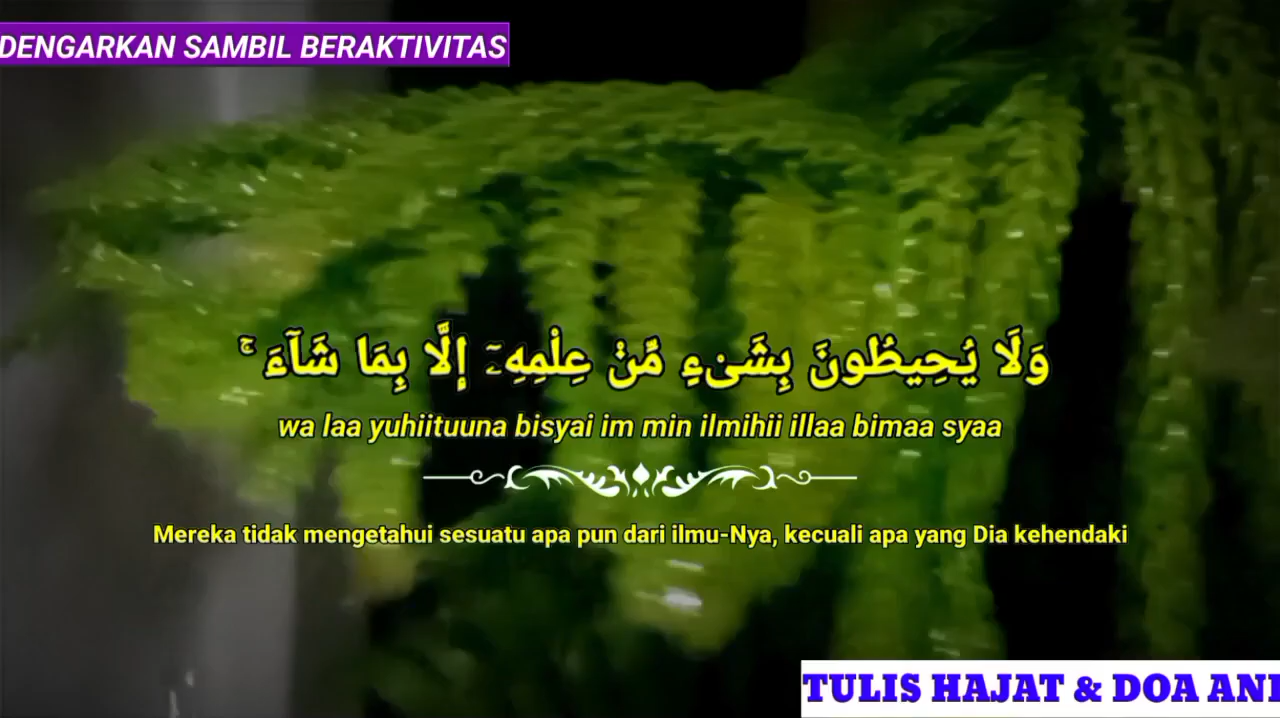 DENGARKAN SAMBIL BERAKTIVITAS
وَلَا يُحِيطُونَ بِشَىْءٍ مِّنْ عِلْمِهِۦٓ إِلَّا بِمَا شَآءَ ۚ
wa laa yuhiituuna bisyai im min ilmihii illaa bimaa syaa
Mereka tidak mengetahui sesuatu apa pun dari ilmu-Nya, kecuali apa yang Dia kehendaki
TULIS HAJAT & DOA